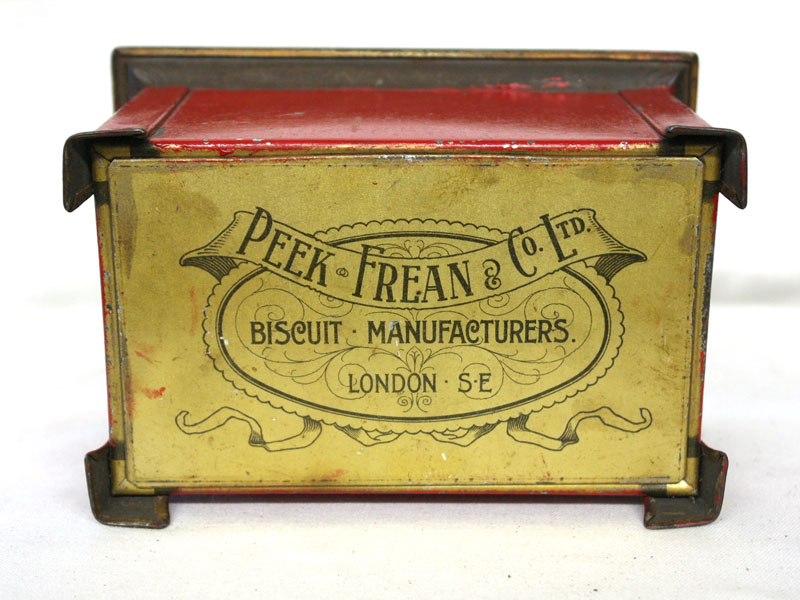 PEEK · FREAN & CO. LTD.
BISCUIT · MANUFACTURERS.
LONDON · S·E